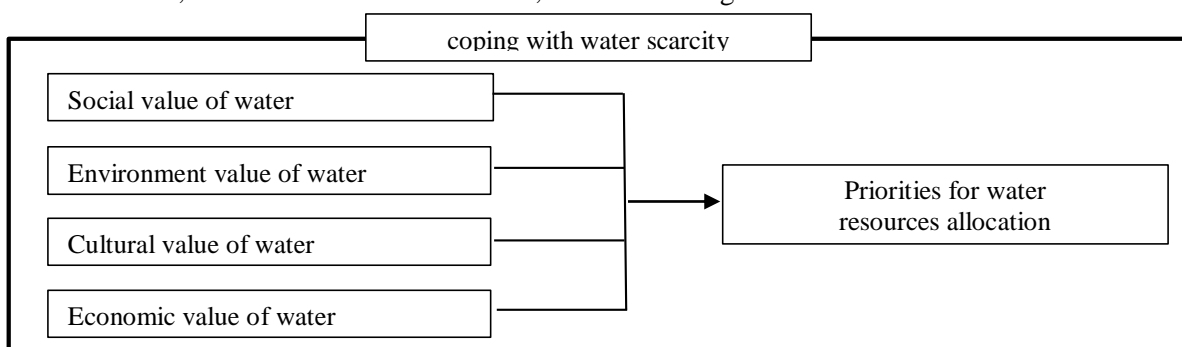 coping with water scarcity
Social value of water
Environment value of water
Cultural value of water
Economic value of water
Priorities for water
resources allocation